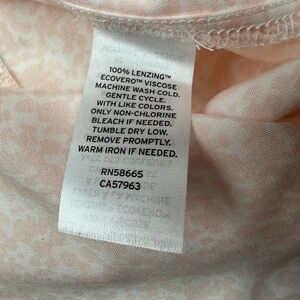 100% LENZING™
ECOVERO™ VISCOSE
MACHINE WASH COLD.
GENTLE CYCLE.
WITH LIKE COLORS.
ONLY NON-CHLORINE
BLEACH IF NEEDED.
TUMBLE DRY LOW.
REMOVE PROMPTLY.
WARM IRON IF NEEDED.
RN58665
CA57963